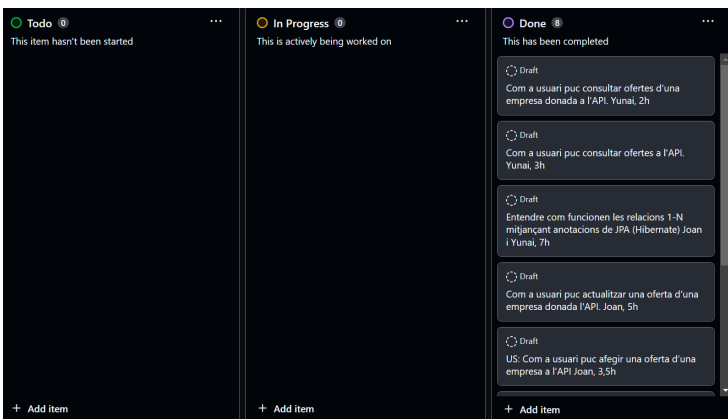 Todo 0
This item hasn't been started
In Progress 0
This is actively being worked on
Done 8
This has been completed
Draft
Com a usuari puc consultar ofertes d'una
empresa donada a l'API. Yunai, 2h
Draft
Com a usuari puc consultar ofertes a l'API.
Yunai, 3h
Draft
Entendre com funcionen les relacions 1-N
mitjançant anotacions de JPA (Hibernate) Joan
i Yunai, 7h
Draft
Com a usuari puc actualitzar una oferta d'una
empresa donada l'API. Joan, 5h
Draft
US: Com a usuari puc afegir una oferta d'una
empresa a l'API Joan, 3,5h
+ Add item
+ Add item
+ Add item